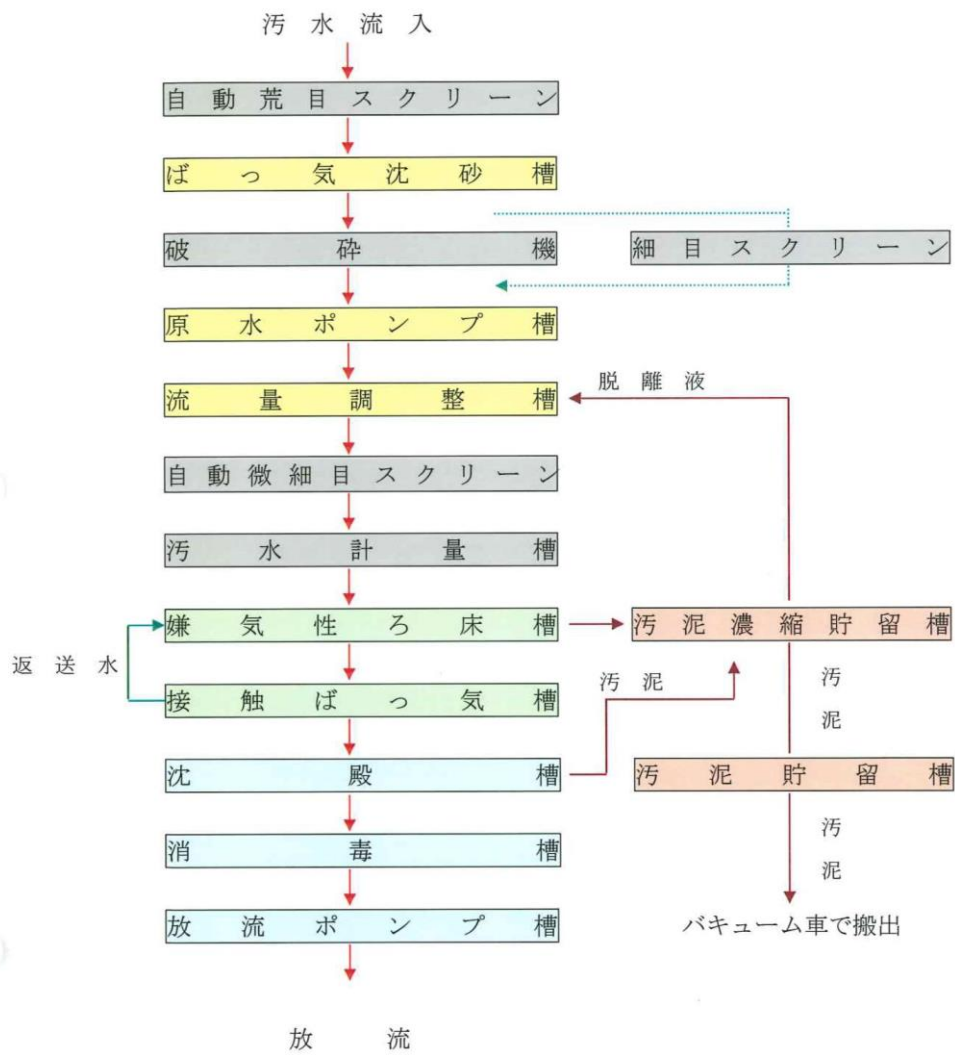 汚水流入
自動荒目スクリーン
ばっ気沈砂槽
破砕機
細目スクリーン
原水ポンプ槽
脱離液
流量調整槽
自動微細目スクリーン
汚水計量槽
嫌気性ろ床槽
汚泥濃縮貯留槽
返送水
接触ばっ気槽
汚泥
汚泥
沈殿槽
汚泥貯留槽
消毒槽
汚泥
放流ポンプ槽
バキューム車で搬出
放流